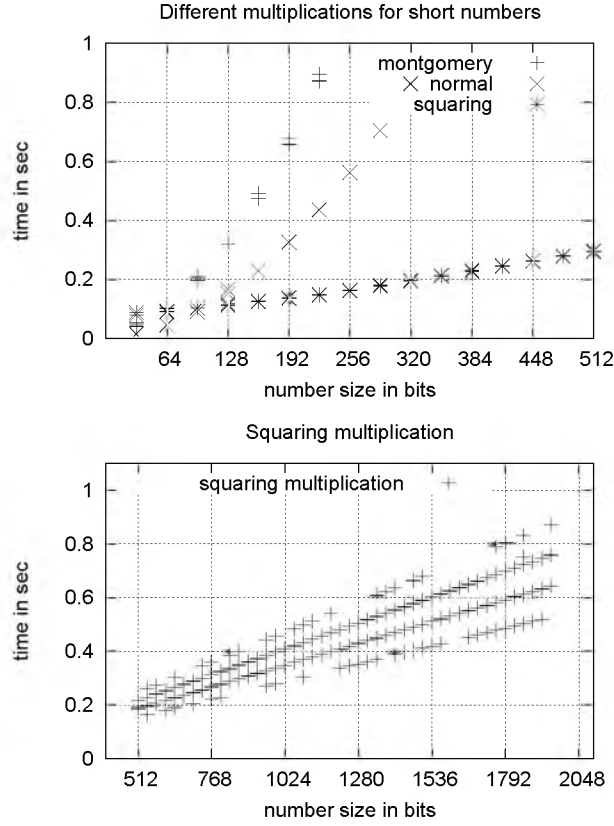 Different multiplications for short numbers
1
0.8
0.6
0.4
0.2
0
time in sec
montgomery
normal
squaring
64 128 192 256 320 384 448 512
number size in bits
Squaring multiplication
1
0.8
0.6
0.4
0.2
0
time in sec
squaring multiplication
512 768 1024 1280 1536 1792 2048
number size in bits